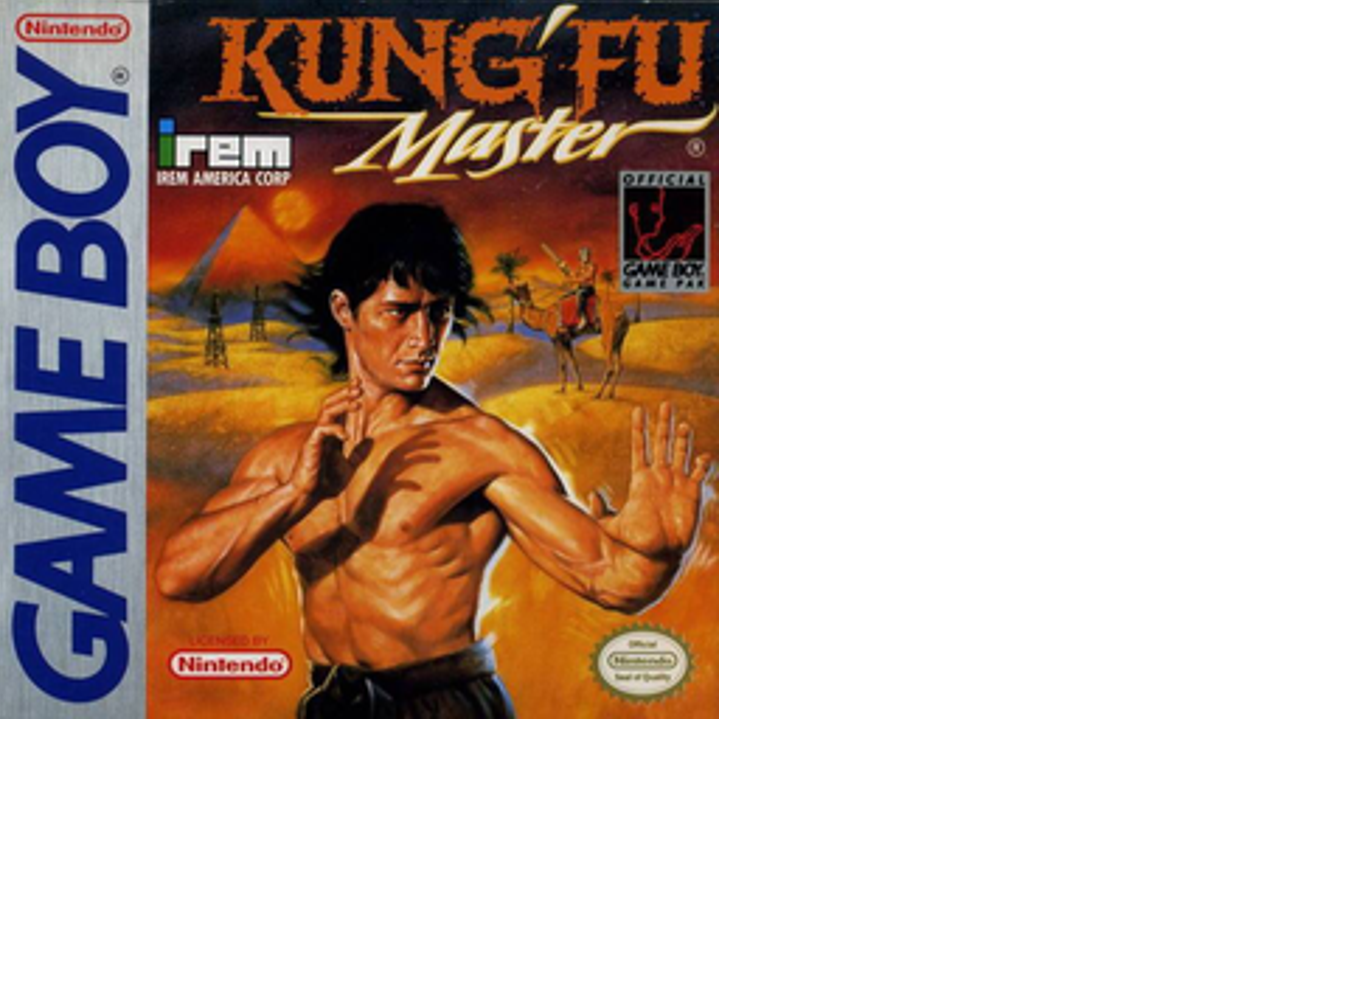 Nintendo®
GAME BOY®
KUNG'FU
Master®
irem
IREM AMERICA CORP
OFFICIAL
GAME BOY
GAME PAK
LICENSED BY
Nintendo®
Official
Nintendo
Seal of Quality